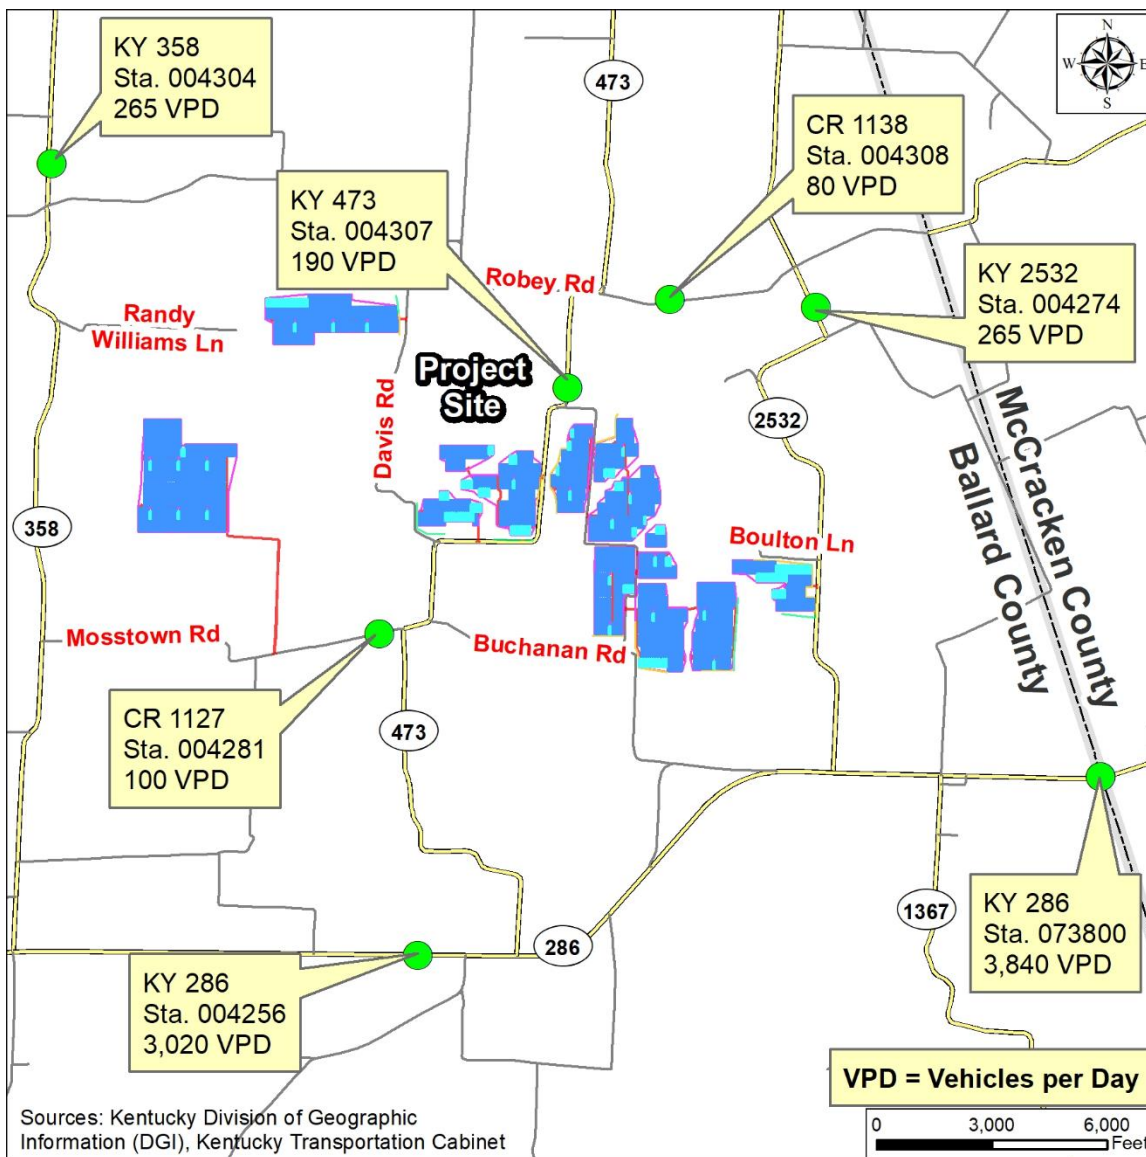 KY 358
Sta. 004304
265 VPD
473
N
W
E
S
CR 1138
Sta. 004308
80 VPD
KY 473
Sta. 004307
190 VPD
Robey Rd
KY 2532
Sta. 004274
265 VPD
Randy
Williams Ln
Project
Site
Davis Rd
2532
McCracken County
Ballard County
358
Boulton Ln
Mosstown Rd
Buchanan Rd
CR 1127
Sta. 004281
100 VPD
473
1367
KY 286
Sta. 073800
3,840 VPD
286
KY 286
Sta. 004256
3,020 VPD
VPD = Vehicles per Day
Sources: Kentucky Division of Geographic
Information (DGI), Kentucky Transportation Cabinet
0 3,000 6,000
Feet